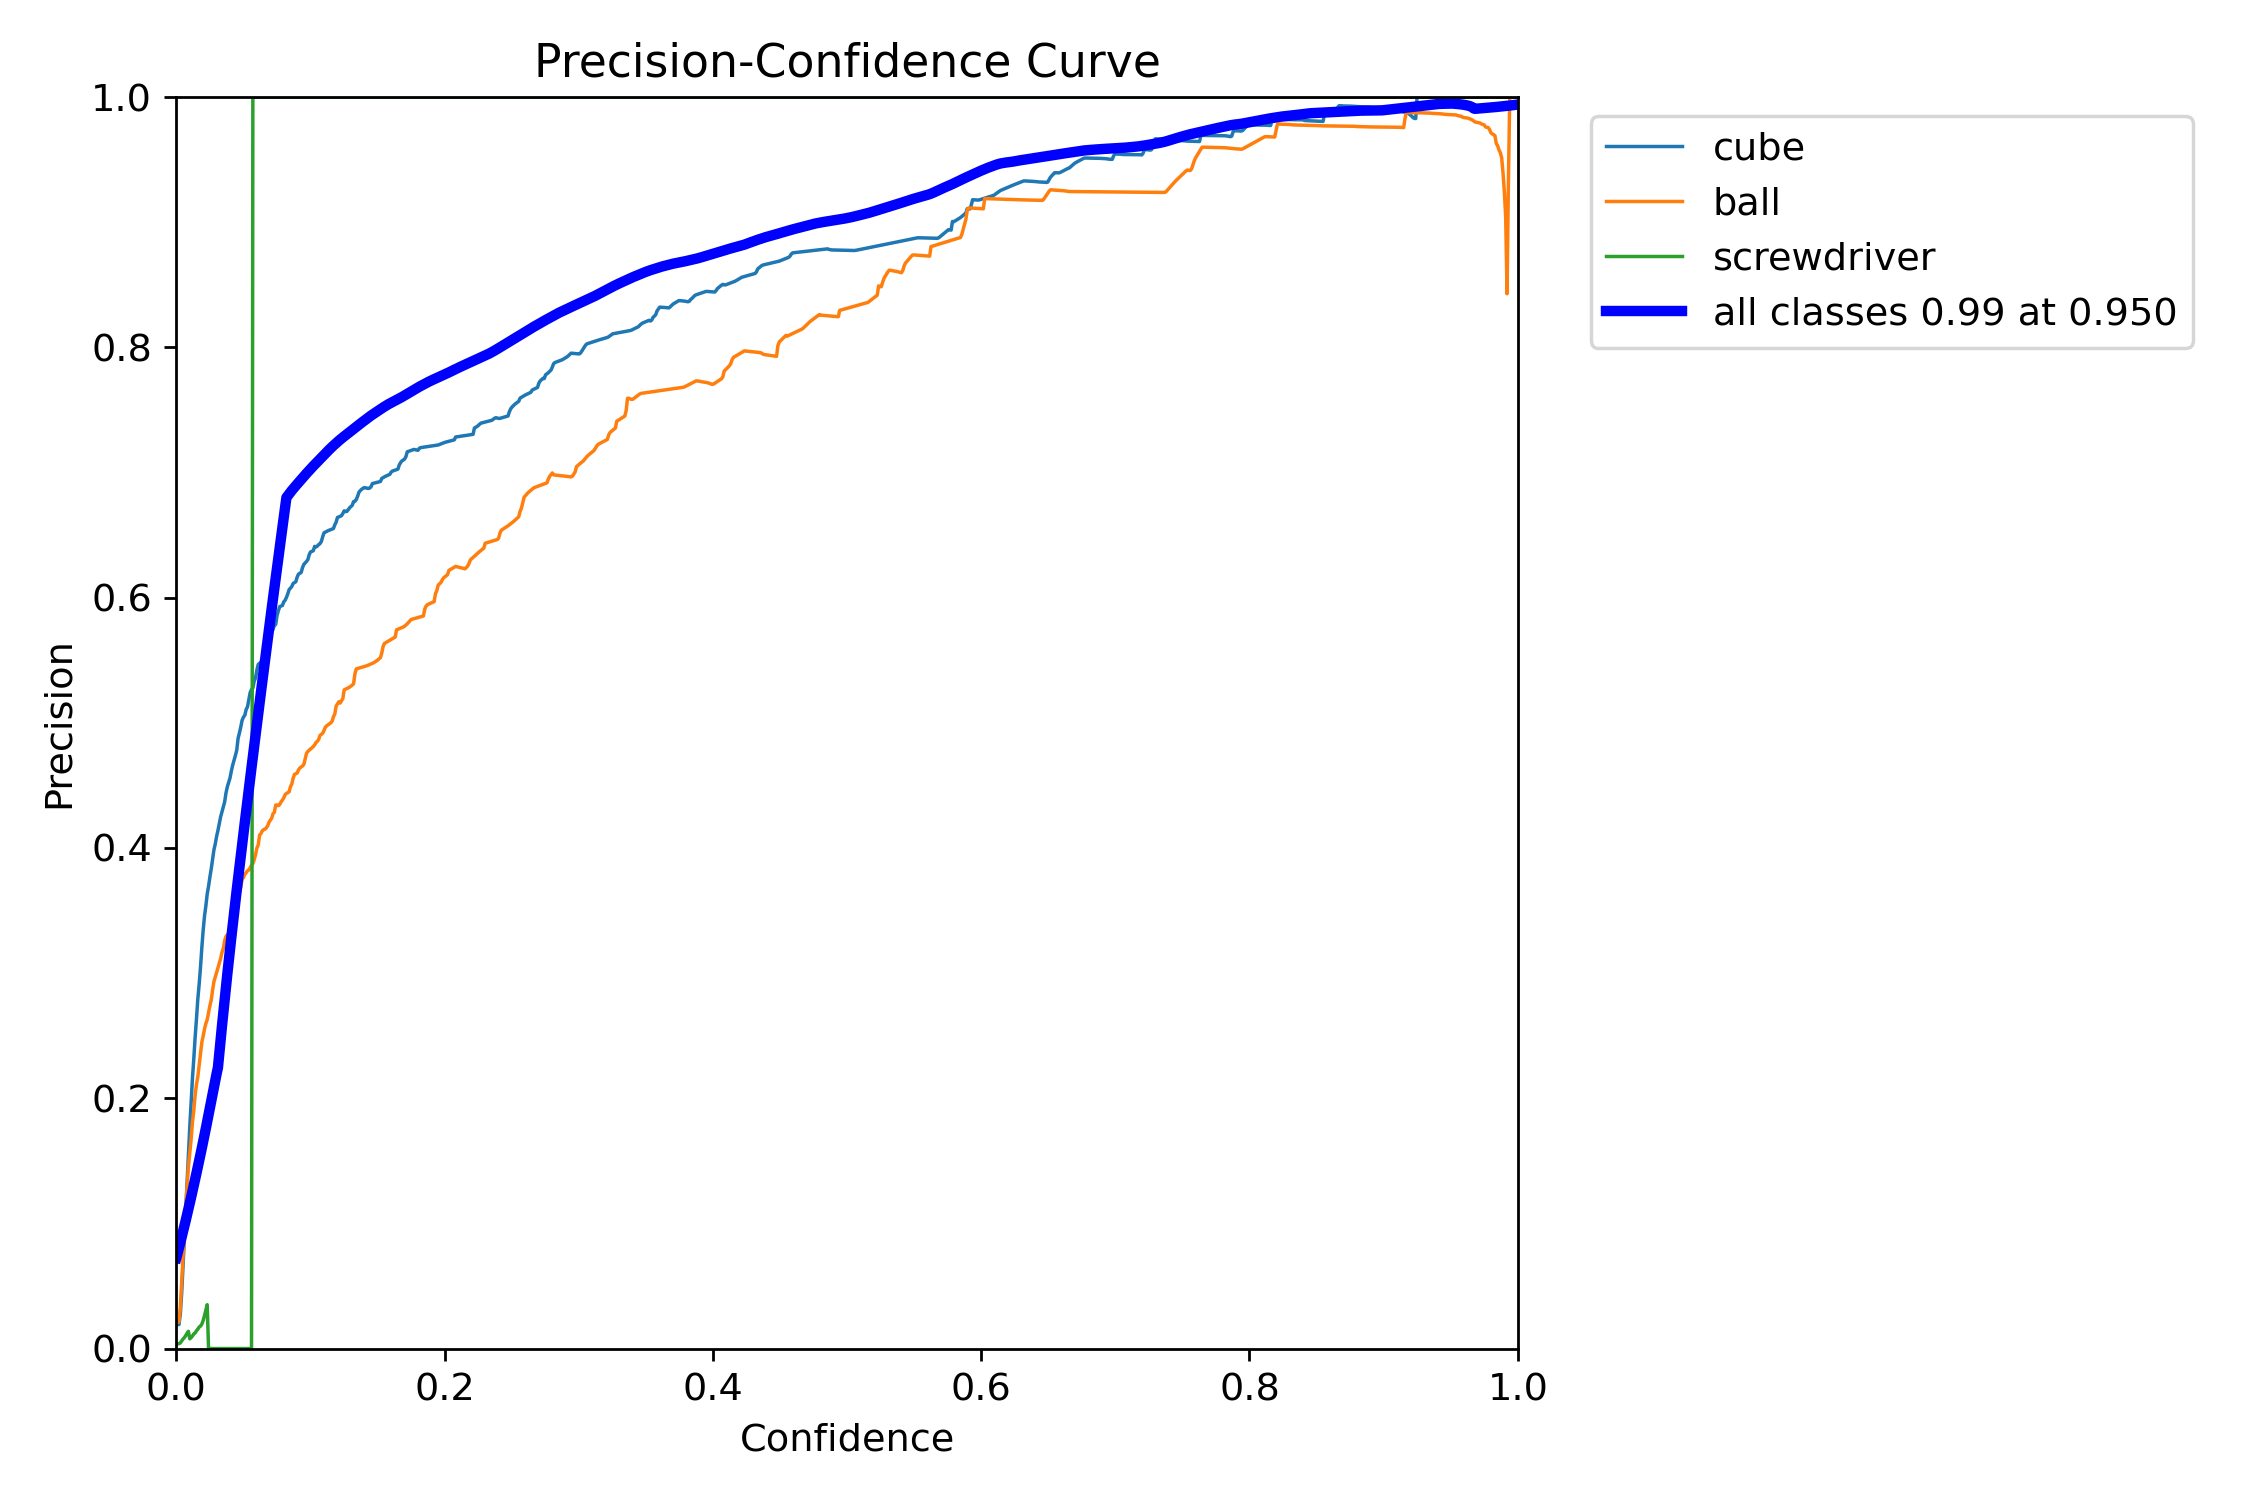 Precision-Confidence Curve
1.0
0.8
0.6
0.4
0.2
0.0
Precision
0.0 0.2 0.4 0.6 0.8 1.0
Confidence
cube
ball
screwdriver
all classes 0.99 at 0.950